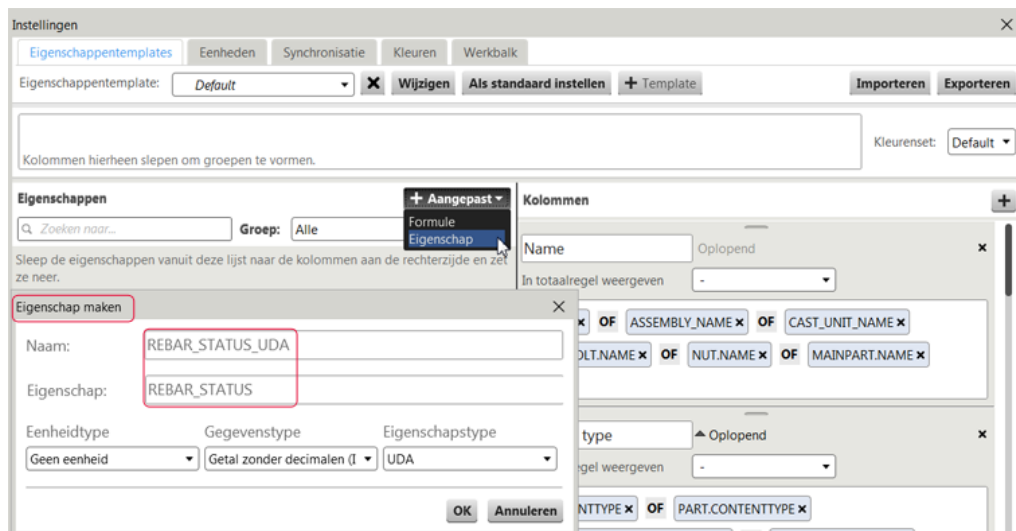 Instellingen
Eigenschappentemplates Eenheden Synchronisatie Kleuren Werkbalk
Eigenschappentemplate: Default Wijzigen Als standaard instellen + Template Importeren Exporteren
Kolommen hierheen slepen om groepen te vormen.
Kleurenset: Default
Eigenschappen + Aangepast Kolommen +
Zoeken naar... Groep: Alle
Formule
Eigenschap
Name Oplopend
Sleep de eigenschappen vanuit deze lijst naar de kolommen aan de rechterzijde en zet
ze neer.
In totaalregel weergeven -
Eigenschap maken
OF ASSEMBLY_NAME OF CAST_UNIT_NAME
Naam: REBAR_STATUS_UDA
OLT.NAME OF NUT.NAME OF MAINPART.NAME
Eigenschap: REBAR_STATUS
Eenheidtype Gegevenstype Eigenschapstype
type Oplopend
Geen eenheid Getal zonder decimalen (I UDA
egel weergeven -
OK Annuleren
NTTYPE OF PART.CONTENTTYPE